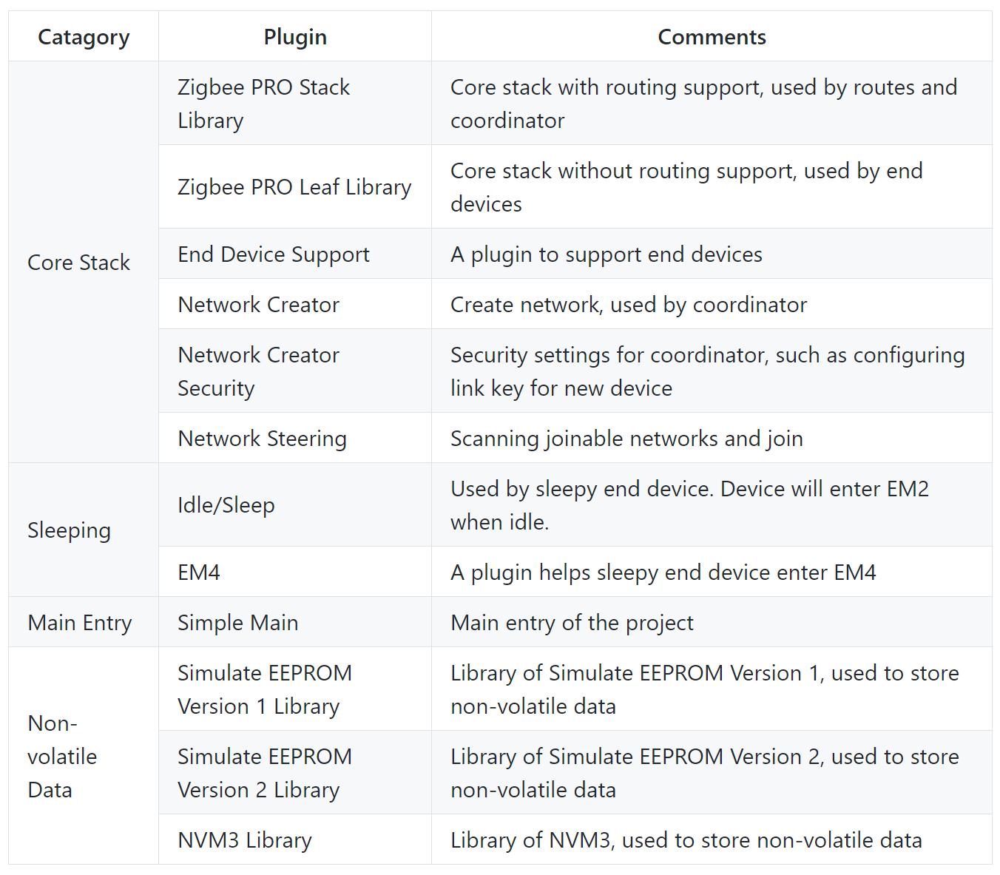 Catagory
Plugin
Comments
Core Stack
Zigbee PRO Stack
Library
Core stack with routing support, used by routes and
coordinator
Zigbee PRO Leaf Library
Core stack without routing support, used by end
devices
End Device Support
A plugin to support end devices
Network Creator
Create network, used by coordinator
Network Creator
Security
Security settings for coordinator, such as configuring
link key for new device
Network Steering
Scanning joinable networks and join
Sleeping
Idle/Sleep
Used by sleepy end device. Device will enter EM2
when idle.
EM4
A plugin helps sleepy end device enter EM4
Main Entry
Simple Main
Main entry of the project
Non-
volatile
Data
Simulate EEPROM
Version 1 Library
Library of Simulate EEPROM Version 1, used to store
non-volatile data
Simulate EEPROM
Version 2 Library
Library of Simulate EEPROM Version 2, used to store
non-volatile data
NVM3 Library
Library of NVM3, used to store non-volatile data